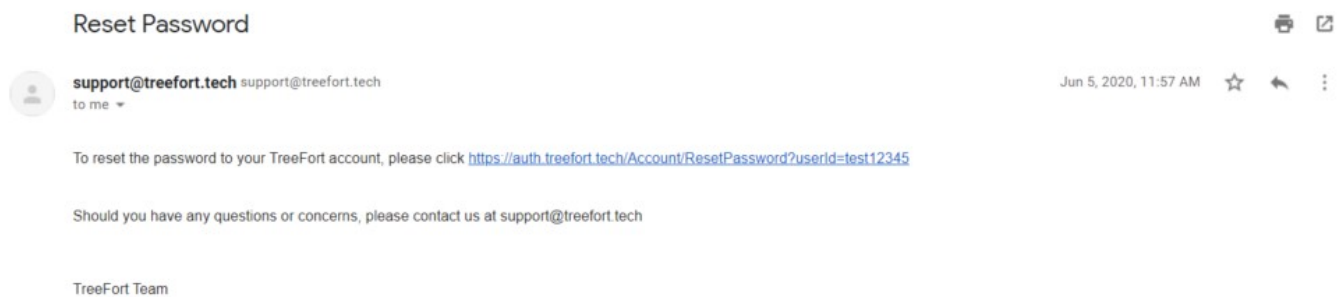 Reset Password
support@treefort.tech support@treefort.tech
Jun 5, 2020, 11:57 AM
to me
To reset the password to your TreeFort account, please click https://auth.treefort.tech/Account/ResetPassword?userId=test12345
Should you have any questions or concerns, please contact us at support@treefort.tech
TreeFort Team